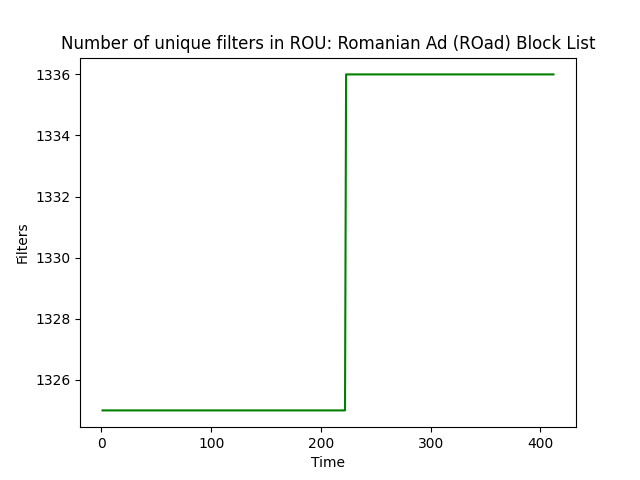 Number of unique filters in ROU: Romanian Ad (ROad) Block List
1336
1334
1332
1330
1328
1326
Filters
0 100 200 300 400
Time